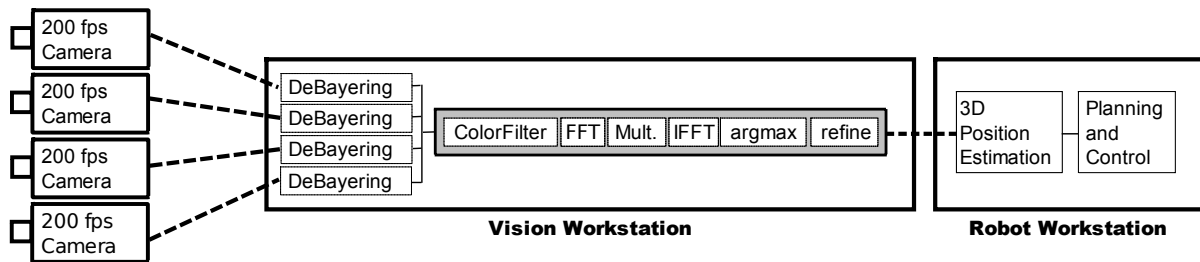 200 fps
Camera
200 fps
Camera
200 fps
Camera
200 fps
Camera
DeBayering
DeBayering
DeBayering
DeBayering
ColorFilter FFT Mult. IFFT argmax refine
Vision Workstation
3D
Position
Estimation
Planning
and
Control
Robot Workstation